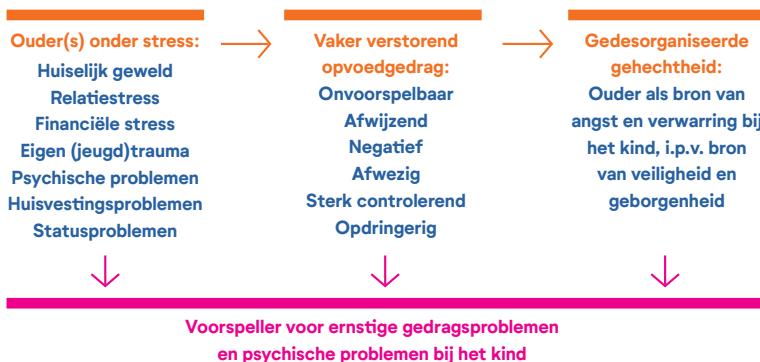 Ouder(s) onder stress:
Huiselijk geweld
Relatiestress
Financiële stress
Eigen (jeugd)trauma
Psychische problemen
Huisvestingsproblemen
Statusproblemen
Vaker verstorend
opvoedgedrag:
Onvoorspelbaar
Afwijzend
Negatief
Afwezig
Sterk controlerend
Opdringerig
Gedesorganiseerde
gehechtheid:
Ouder als bron van
angst en verwarring bij
het kind, i.p.v. bron
van veiligheid en
geborgenheid
Voorspeller voor ernstige gedragsproblemen
en psychische problemen bij het kind